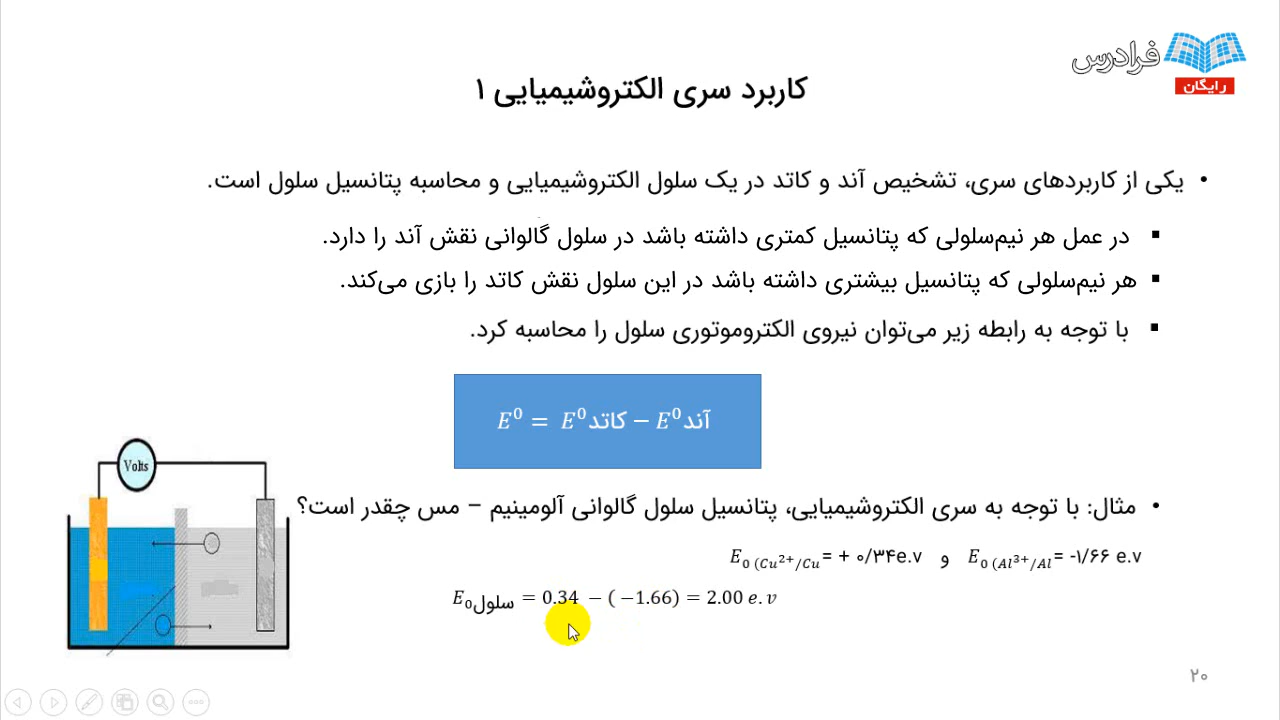 فرادرس
رایگان
کاربرد سری الکتروشیمیایی ۱
• یکی از کاربردهای سری، تشخیص آند و کاتد در یک سلول الکتروشیمیایی و محاسبه پتانسیل سلول است.
▪ در عمل هر نیم‌سلولی که پتانسیل کمتری داشته باشد در سلول گالوانی نقش آند را دارد.
▪ هر نیم‌سلولی که پتانسیل بیشتری داشته باشد در این سلول نقش کاتد را بازی می‌کند.
▪ با توجه به رابطه زیر می‌توان نیروی الکتروموتوری سلول را محاسبه کرد.
E⁰ = E⁰کاتد − E⁰آند
Volts
• مثال: با توجه به سری الکتروشیمیایی، پتانسیل سلول گالوانی آلومینیم – مس چقدر است؟
E₀ (Al³⁺/Al = -۱/۶۶ e.v و E₀ (Cu²⁺/Cu = + ۰/۳۴e.v
E₀سلول = 0.34 − ( −1.66) = 2.00 e.v
۲۰